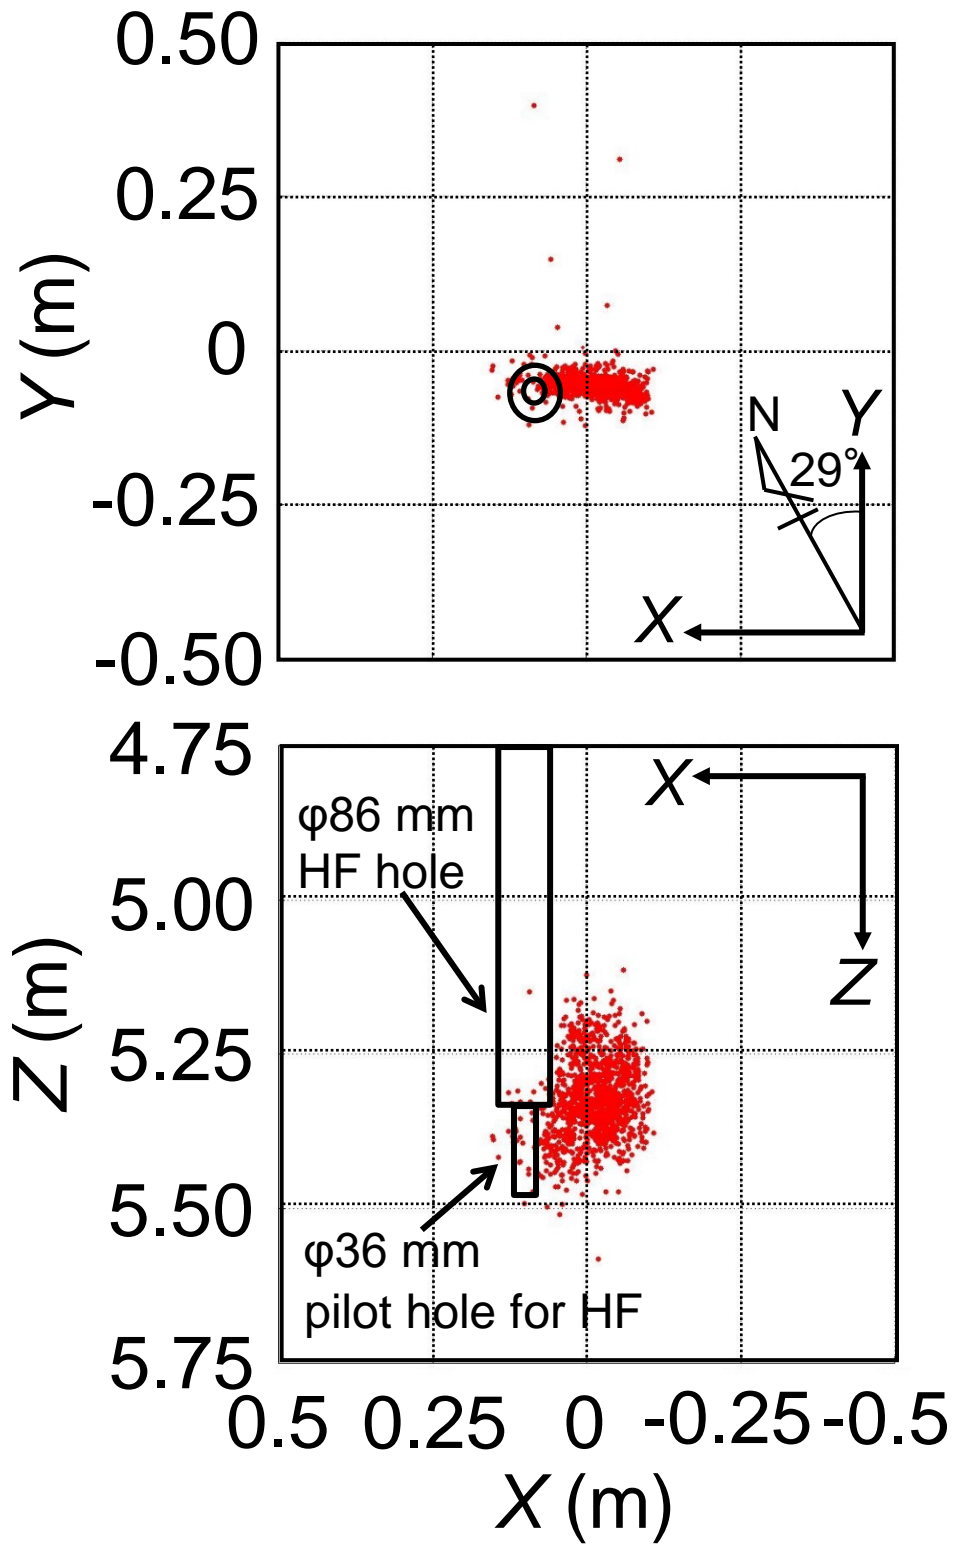 0.50
0.25
0
-0.25
-0.50
Y (m)
N
Y
29°
X
4.75
5.00
5.25
5.50
5.75
Z (m)
X
Z
φ86 mm
HF hole
φ36 mm
pilot hole for HF
0.5 0.25 0 -0.25 -0.5
X (m)